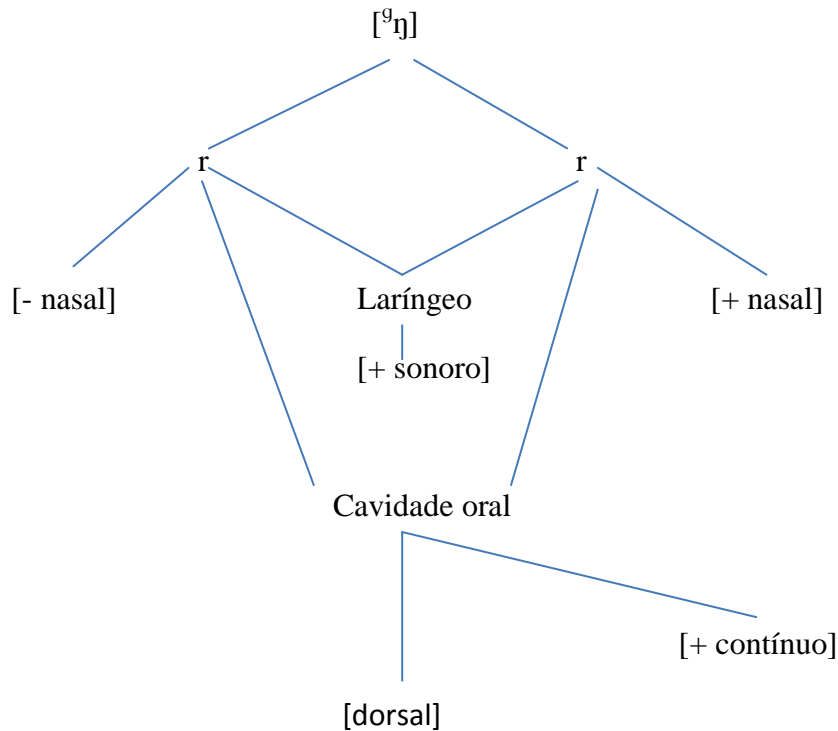 [ᵍŋ]
r r
[- nasal] Laríngeo [+ nasal]
[+ sonoro]
Cavidade oral
[+ contínuo]
[dorsal]